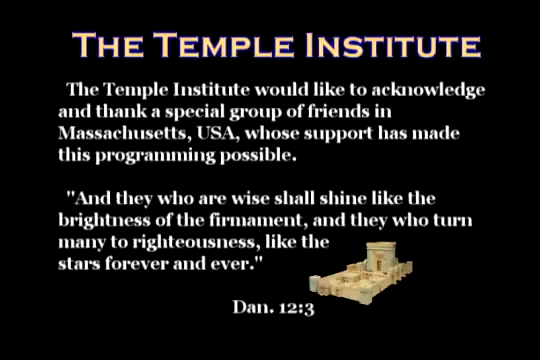 THE TEMPLE INSTITUTE
The Temple Institute would like to acknowledge
and thank a special group of friends in
Massachusetts, USA, whose support has made
this programming possible.
"And they who are wise shall shine like the
brightness of the firmament, and they who turn
many to righteousness, like the
stars forever and ever."
Dan. 12:3